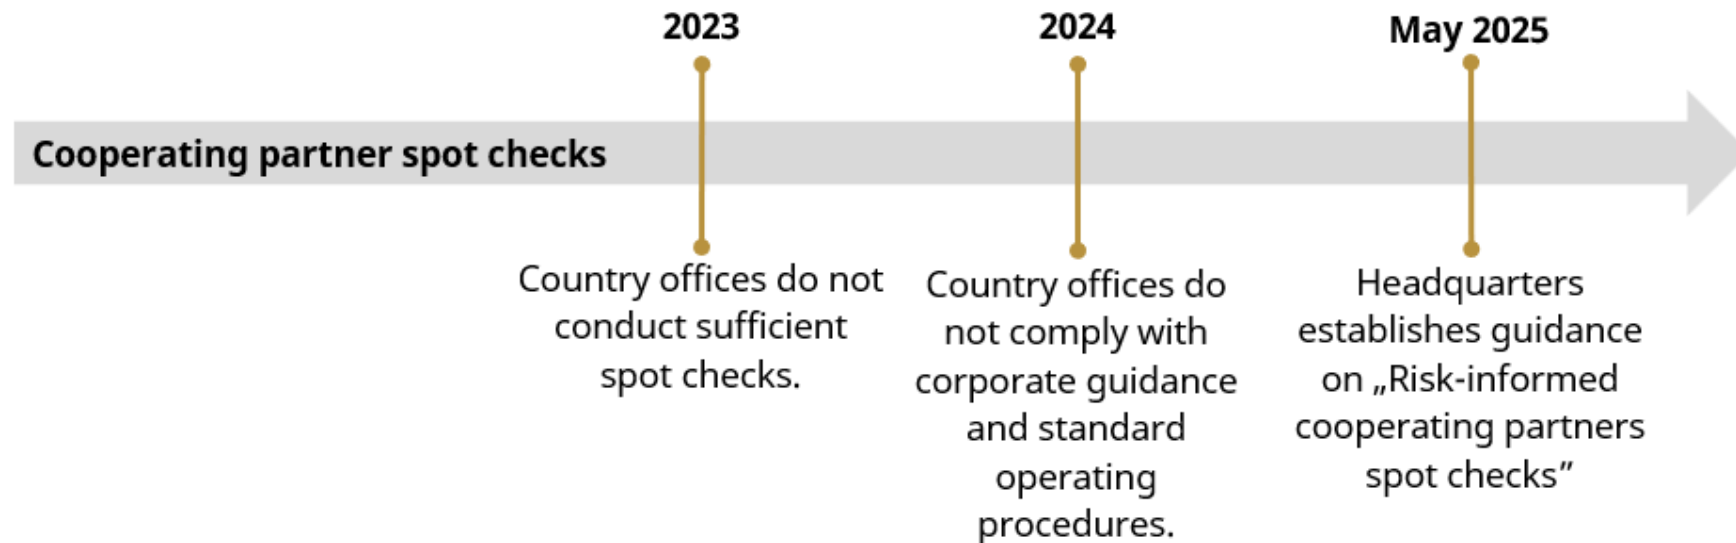 2023
2024
May 2025
Cooperating partner spot checks
Country offices do not
conduct sufficient
spot checks.
Country offices do
not comply with
corporate guidance
and standard
operating
procedures.
Headquarters
establishes guidance
on „Risk-informed
cooperating partners
spot checks”